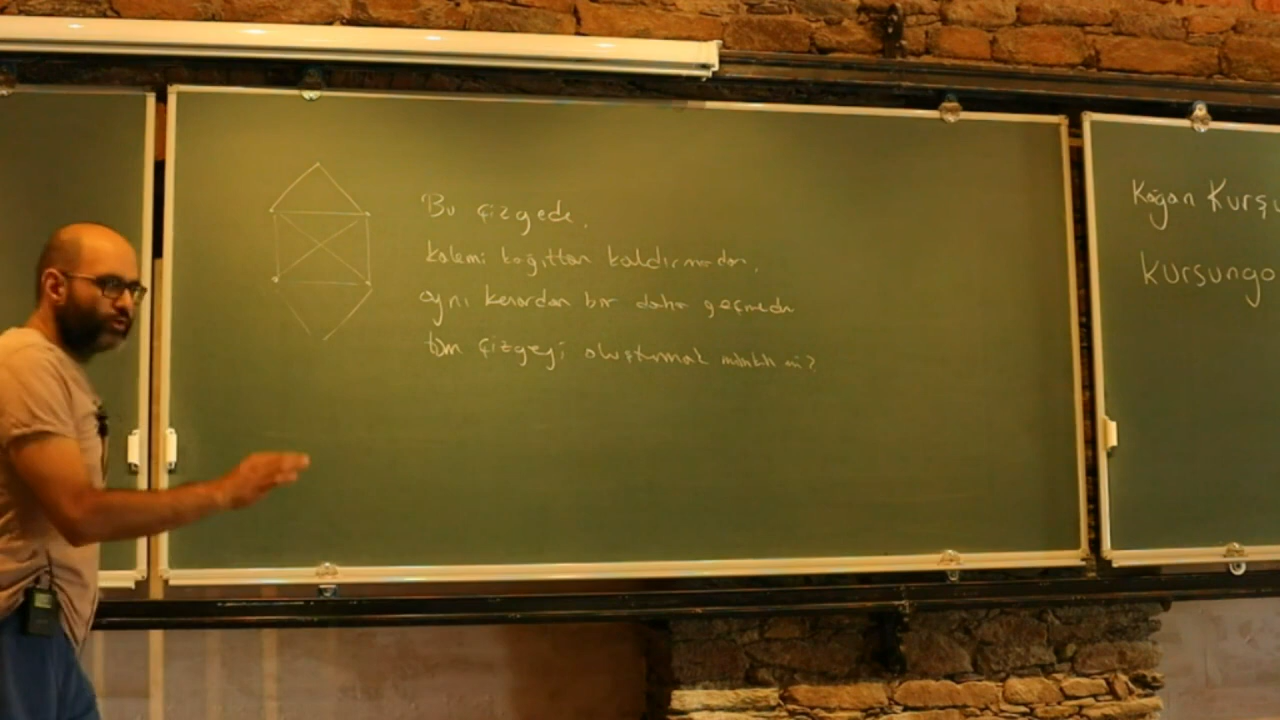 Bu çizgede,
kalemi kağıttan kaldırmadan,
aynı kenardan bir daha geçmeden
tüm çizgeyi oluşturmak mümkün mü?
Kağan Kurşu
kursungo